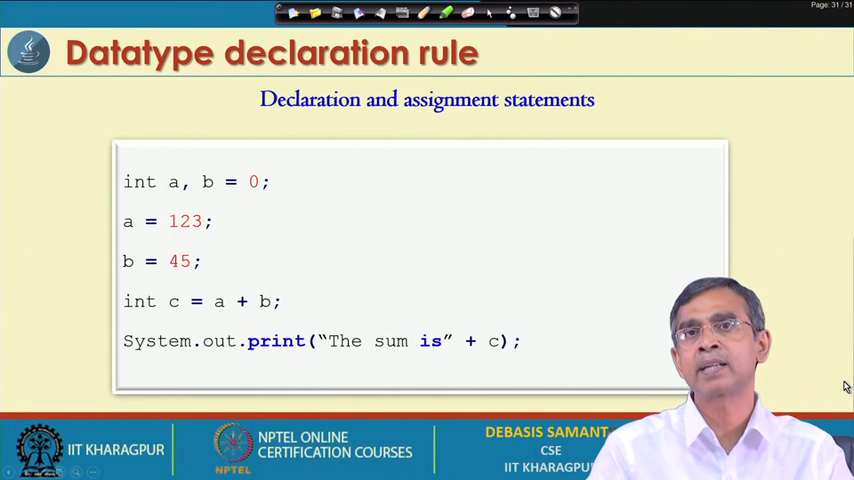 Page: 31 / 31
Datatype declaration rule
Declaration and assignment statements
int a, b = 0;
a = 123;
b = 45;
int c = a + b;
System.out.print(“The sum is” + c);
IIT KHARAGPUR
NPTEL
NPTEL ONLINE
CERTIFICATION COURSES
DEBASIS SAMANT
CSE
IIT KHARAGPUR